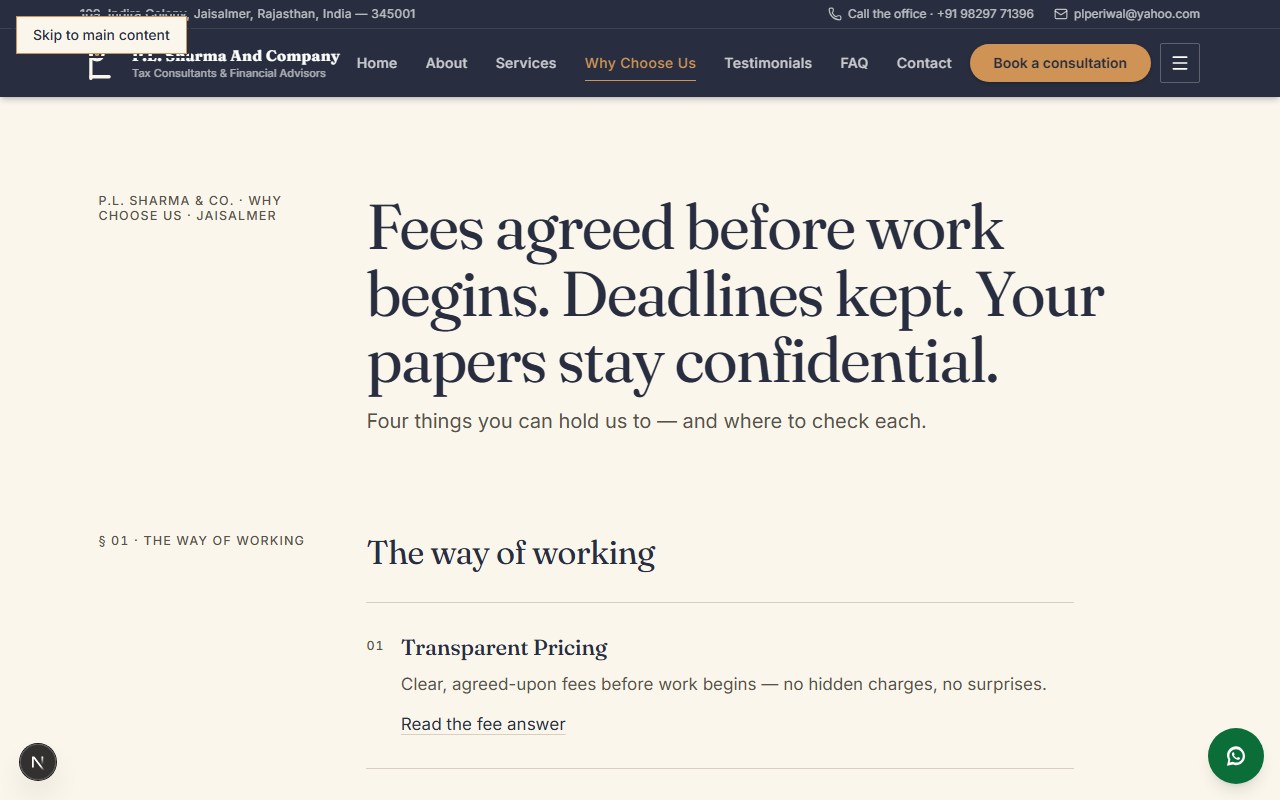 Jaisalmer, Rajasthan, India — 345001
Call the office · +91 98297 71396
plperiwal@yahoo.com
Skip to main content
Sharma And Company
Tax Consultants & Financial Advisors
Home
About
Services
Why Choose Us
Testimonials
FAQ
Contact
Book a consultation
P.L. SHARMA & CO. · WHY
CHOOSE US · JAISALMER
Fees agreed before work
begins. Deadlines kept. Your
papers stay confidential.
Four things you can hold us to — and where to check each.
§ 01 · THE WAY OF WORKING
The way of working
01
Transparent Pricing
Clear, agreed-upon fees before work begins — no hidden charges, no surprises.
Read the fee answer
N